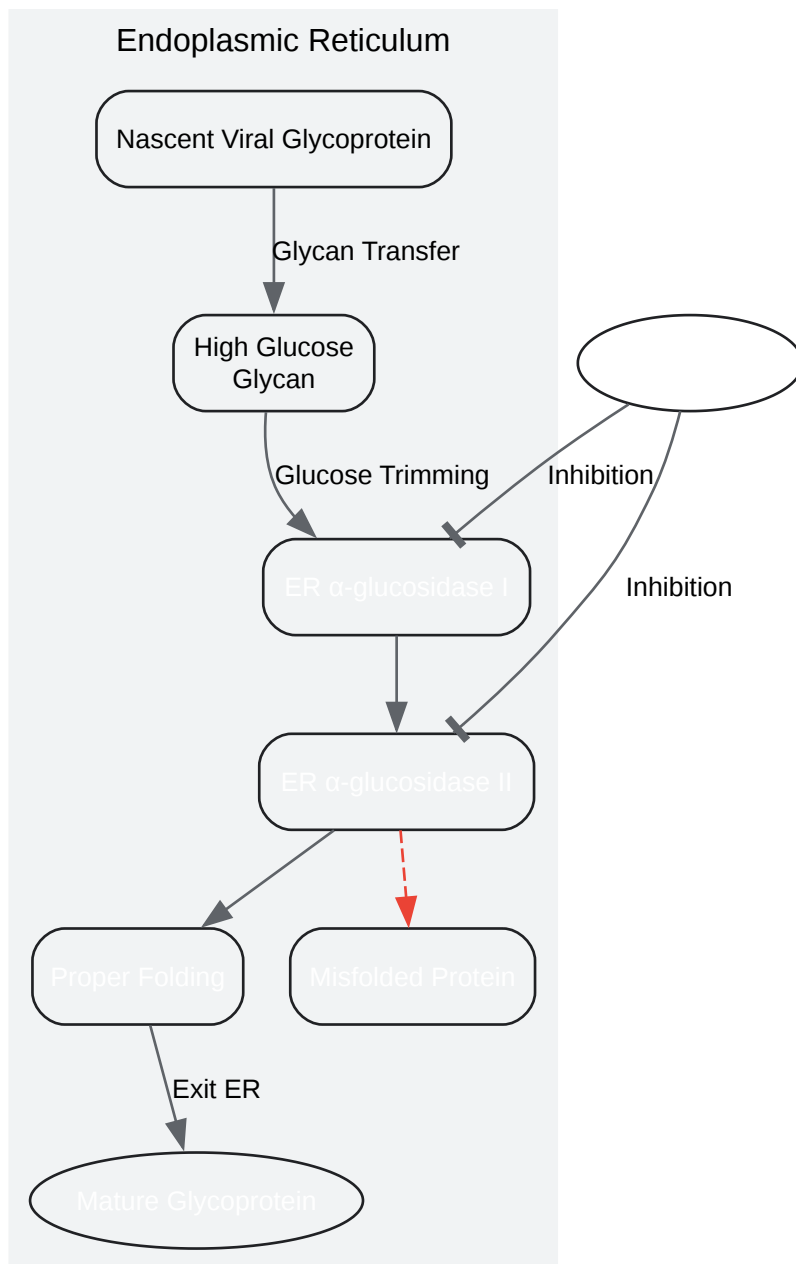 Endoplasmic Reticulum
Nascent Viral Glycoprotein
Glycan Transfer
High Glucose
Glycan
Glucose Trimming
Inhibition
ER α-glucosidase I
Inhibition
ER α-glucosidase II
Proper Folding
Misfolded Protein
Exit ER
Mature Glycoprotein